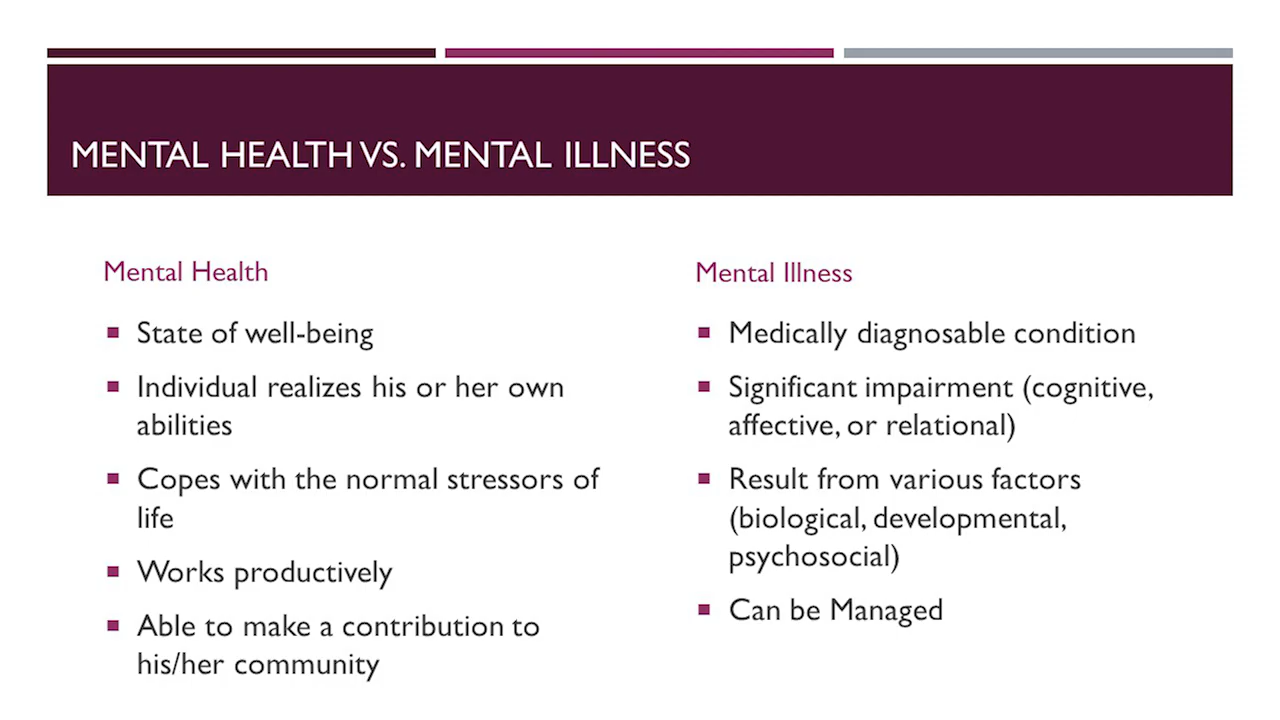 MENTAL HEALTH VS. MENTAL ILLNESS
Mental Health
State of well-being
Individual realizes his or her own
abilities
Copes with the normal stressors of
life
Works productively
Able to make a contribution to
his/her community
Mental Illness
Medically diagnosable condition
Significant impairment (cognitive,
affective, or relational)
Result from various factors
(biological, developmental,
psychosocial)
Can be Managed